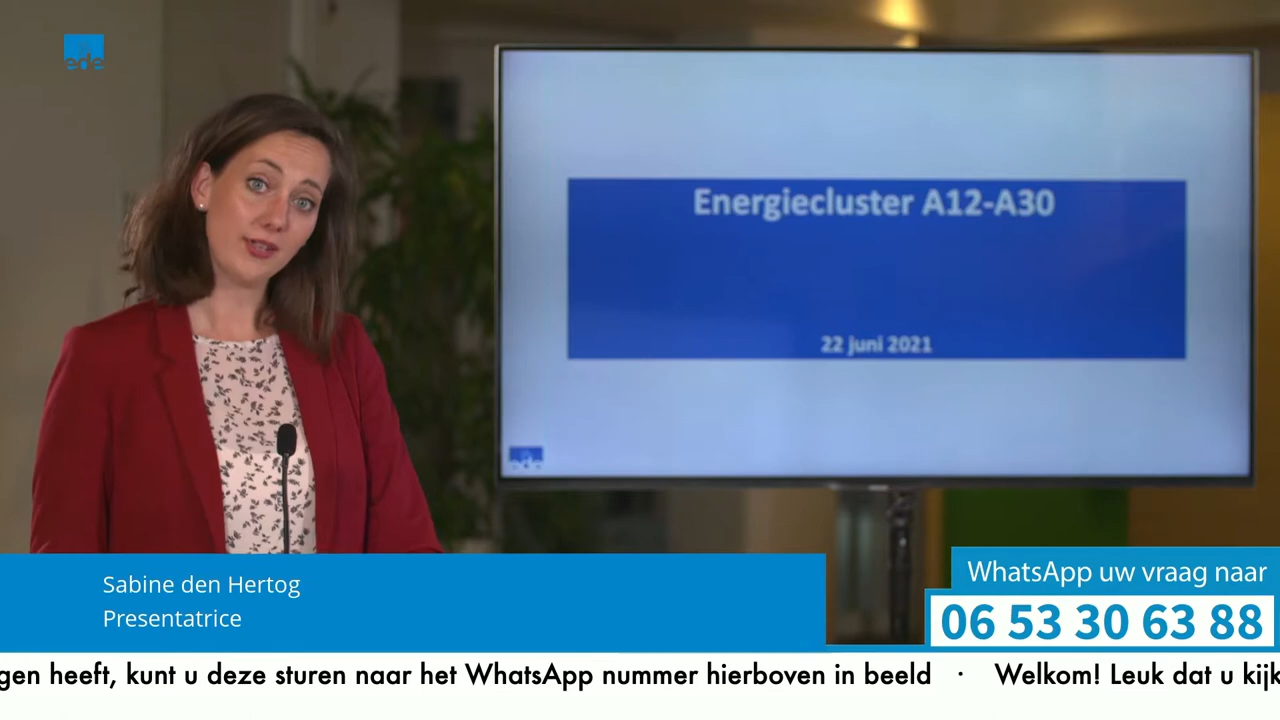 ede
Energiecluster A12-A30
22 juni 2021
Sabine den Hertog
Presentatrice
WhatsApp uw vraag naar
06 53 30 63 88
gen heeft, kunt u deze sturen naar het WhatsApp nummer hierboven in beeld · Welkom! Leuk dat u kijk